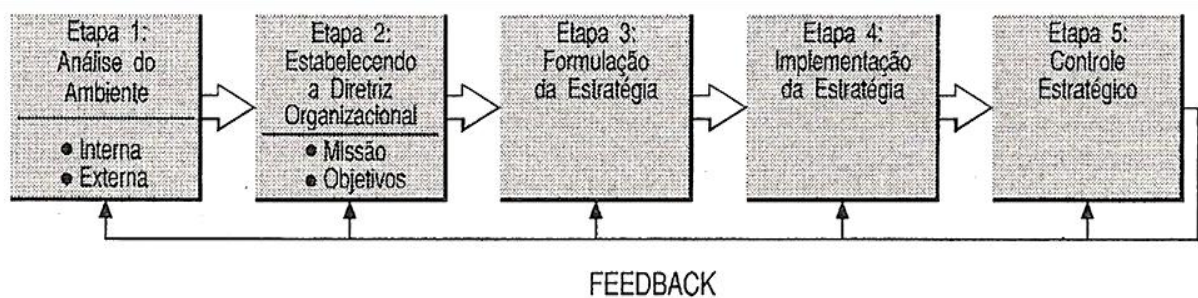 Etapa 1:
Análise do
Ambiente
• Interna
• Externa
Etapa 2:
Estabelecendo
a Diretriz
Organizacional
• Missão
• Objetivos
Etapa 3:
Formulação
da Estratégia
Etapa 4:
Implementação
da Estratégia
Etapa 5:
Controle
Estratégico
FEEDBACK